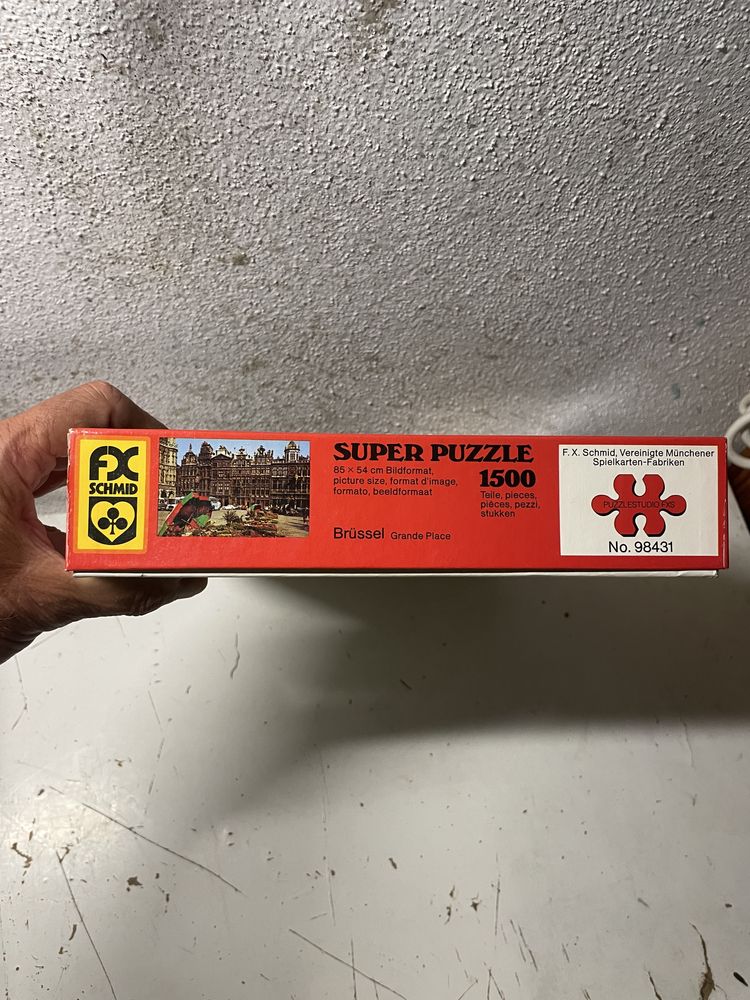 FX
SCHMID
SUPER PUZZLE
85 × 54 cm Bildformat,
picture size, format d'image,
formato, beeldformaat
1500
Teile, pieces,
pièces, pezzi,
stukken
Brüssel Grande Place
F. X. Schmid, Vereinigte Münchener
Spielkarten-Fabriken
PUZZLESTUDIO FXS
No. 98431